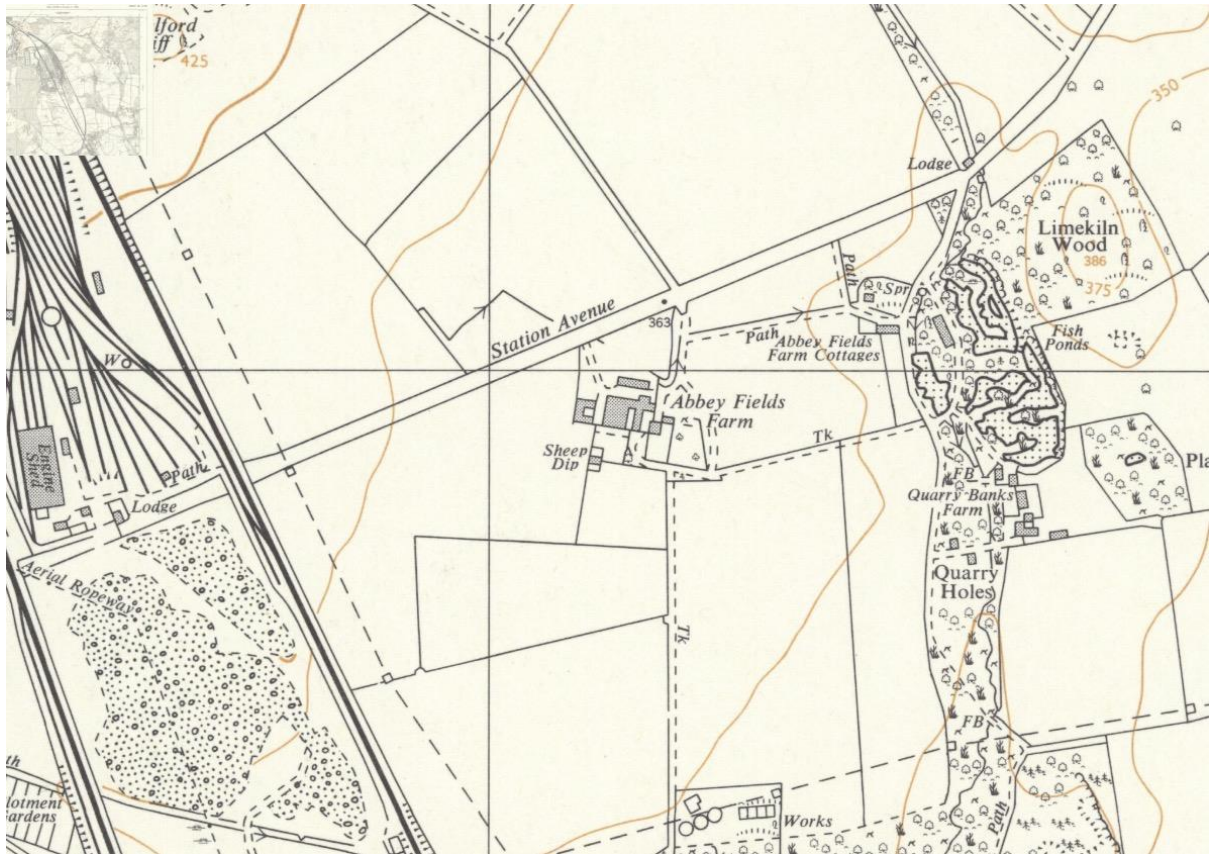 lford
iff
425
350
Lodge
Limekiln
Wood
386
375
Path
Spr
Station Avenue
363
Path
Abbey Fields
Farm Cottages
Fish
Ponds
W
Abbey Fields
Farm
Engine
Shed
Path
Sheep
Dip
Tk
Pla
FB
Quarry Banks
Farm
Lodge
Aerial Ropeway
Quarry
Holes
Tk
FB
th
lotment
ardens
Works
Path